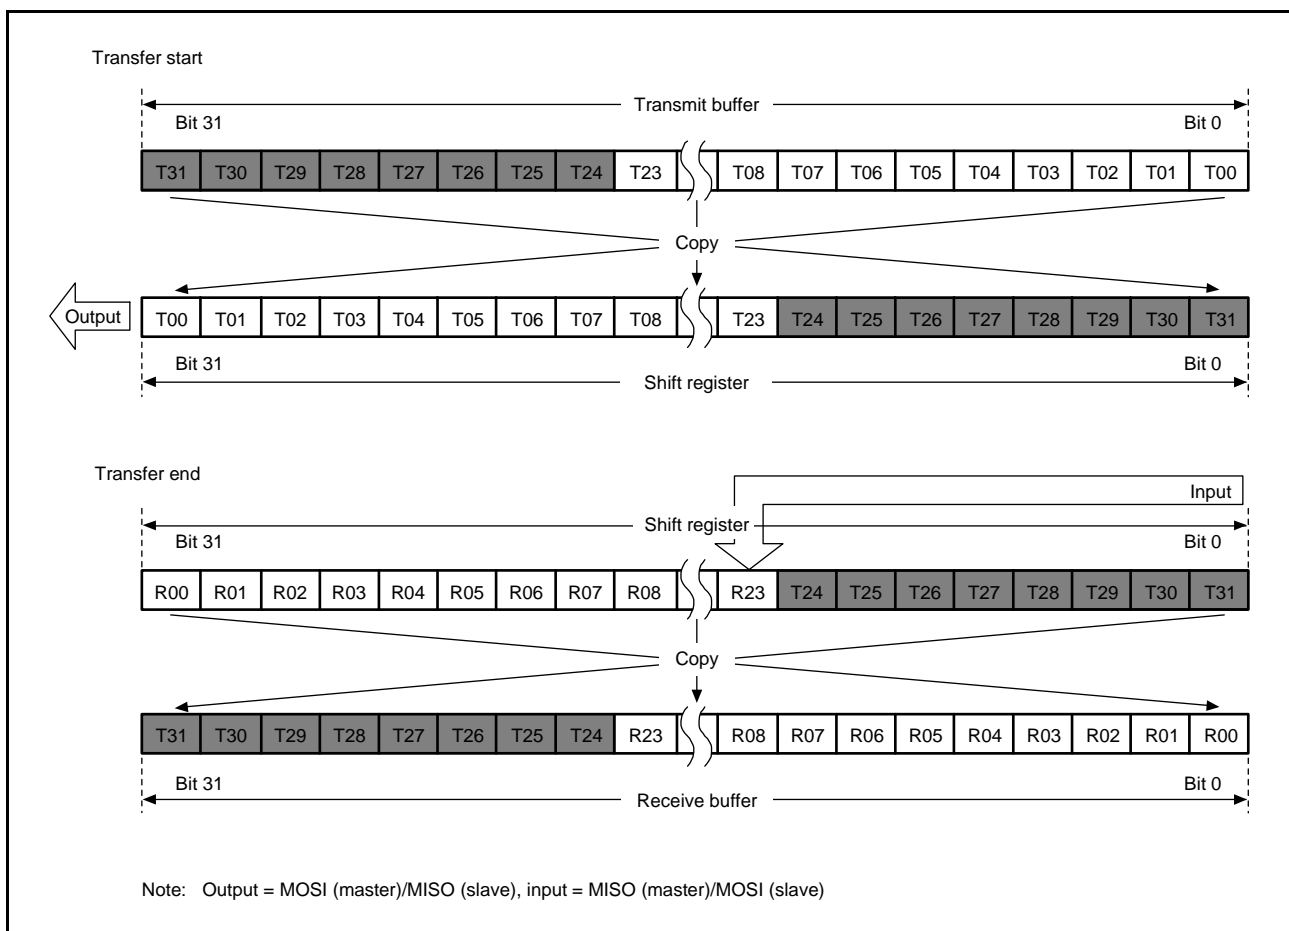 Transfer start
Transmit buffer
Bit 31 Bit 0
T31 T30 T29 T28 T27 T26 T25 T24 T23 T08 T07 T06 T05 T04 T03 T02 T01 T00
Copy
Output T00 T01 T02 T03 T04 T05 T06 T07 T08 T23 T24 T25 T26 T27 T28 T29 T30 T31
Bit 31 Bit 0
Shift register
Transfer end
Input
Shift register
Bit 31 Bit 0
R00 R01 R02 R03 R04 R05 R06 R07 R08 R23 T24 T25 T26 T27 T28 T29 T30 T31
Copy
T31 T30 T29 T28 T27 T26 T25 T24 R23 R08 R07 R06 R05 R04 R03 R02 R01 R00
Bit 31 Bit 0
Receive buffer
Note: Output = MOSI (master)/MISO (slave), input = MISO (master)/MOSI (slave)